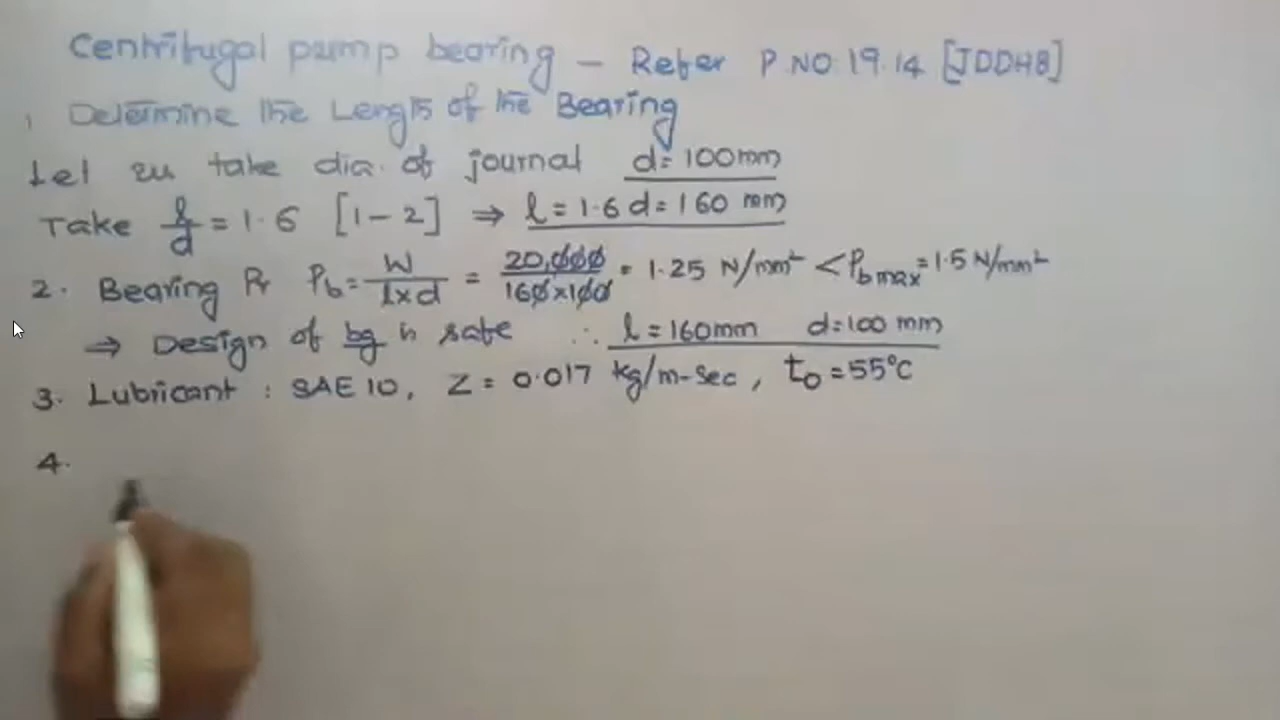 Centrifugal pump bearing - Refer P NO 19.14 [JDDHB]
1 Determine the Length of the Bearing
Let us take dia. of journal d = 100mm
Take l/d = 1.6 [1-2] ⇒ l = 1.6 d = 160 mm
2. Bearing Pr Pb = W/l×d = 20,000/160×100 = 1.25 N/mm² < Pb max = 1.5 N/mm²
⇒ Design of bg is safe ∴ l = 160mm d = 100 mm
3. Lubricant : SAE 10, Z = 0.017 kg/m-sec, to = 55°C
4.